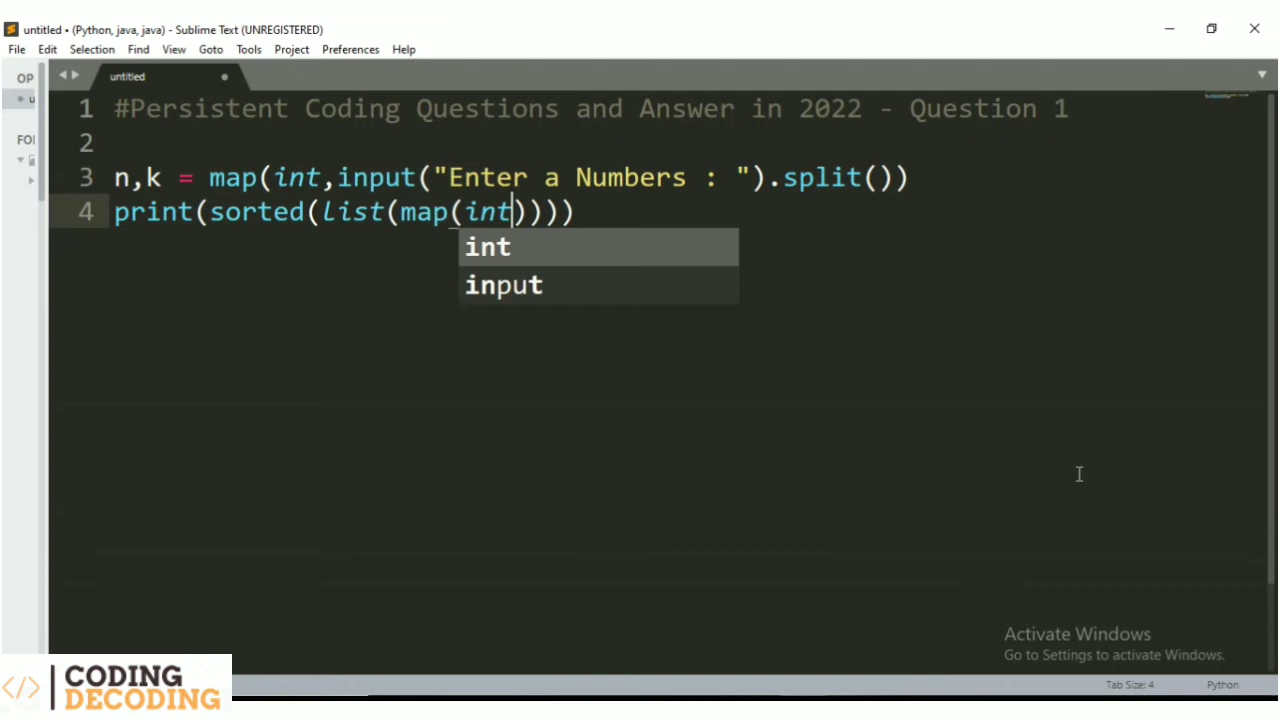 untitled • (Python, java, java) - Sublime Text (UNREGISTERED)
File Edit Selection Find View Goto Tools Project Preferences Help
OP
untitled
u
FOI
1 #Persistent Coding Questions and Answer in 2022 - Question 1
2
3 n,k = map(int,input("Enter a Numbers : ").split())
4 print(sorted(list(map(int))))
int
input
Activate Windows
Go to Settings to activate Windows.
</> | CODING
DECODING
Tab Size: 4 Python